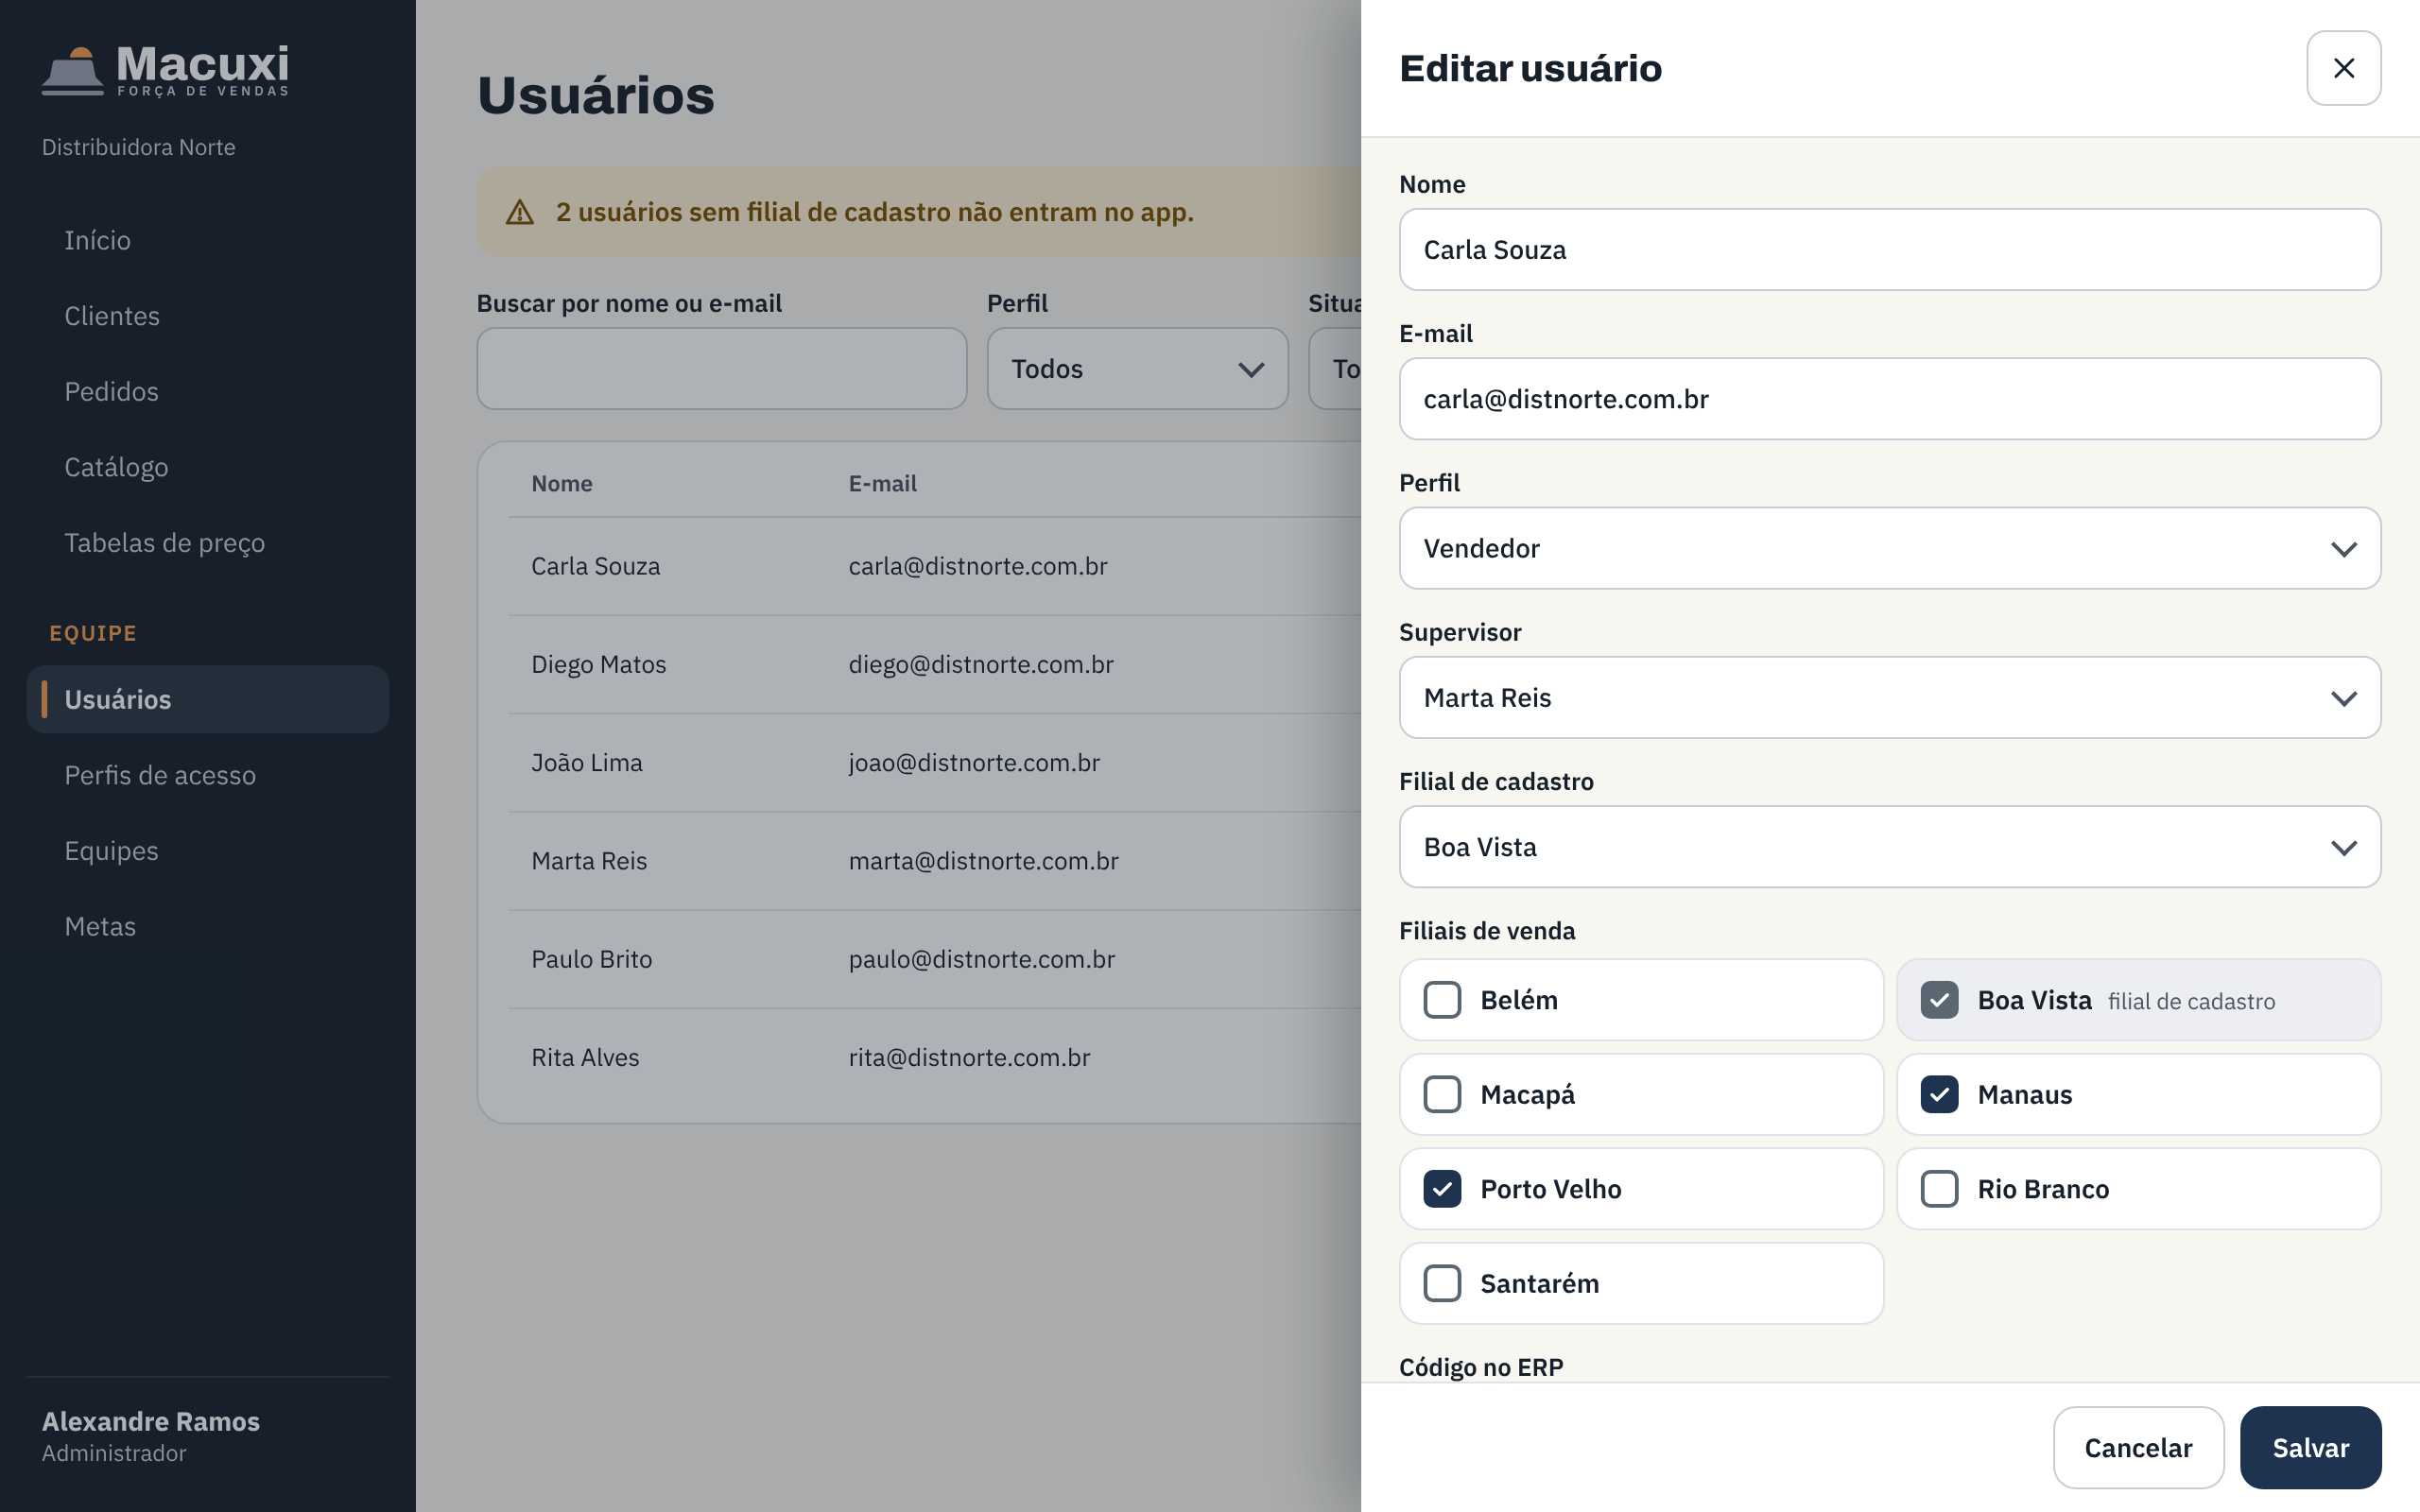 Macuxi
FORÇA DE VENDAS
Distribuidora Norte
Início
Clientes
Pedidos
Catálogo
Tabelas de preço
EQUIPE
Usuários
Perfis de acesso
Equipes
Metas
Alexandre Ramos
Administrador
Usuários
2 usuários sem filial de cadastro não entram no app.
Buscar por nome ou e-mail
Perfil
Situa
Todos
To
Nome E-mail
Carla Souza carla@distnorte.com.br
Diego Matos diego@distnorte.com.br
João Lima joao@distnorte.com.br
Marta Reis marta@distnorte.com.br
Paulo Brito paulo@distnorte.com.br
Rita Alves rita@distnorte.com.br
Editar usuário
Nome
Carla Souza
E-mail
carla@distnorte.com.br
Perfil
Vendedor
Supervisor
Marta Reis
Filial de cadastro
Boa Vista
Filiais de venda
Belém
Boa Vista filial de cadastro
Macapá
Manaus
Porto Velho
Rio Branco
Santarém
Código no ERP
Cancelar
Salvar